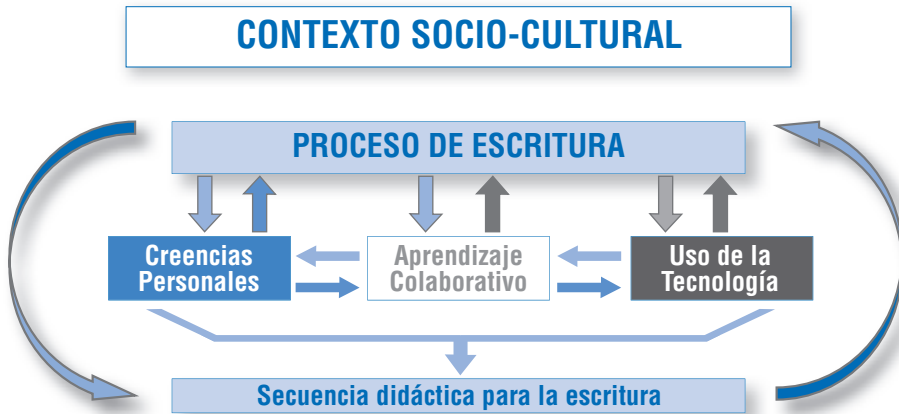 CONTEXTO SOCIO-CULTURAL
PROCESO DE ESCRITURA
Creencias
Personales
Aprendizaje
Colaborativo
Uso de la
Tecnología
Secuencia didáctica para la escritura